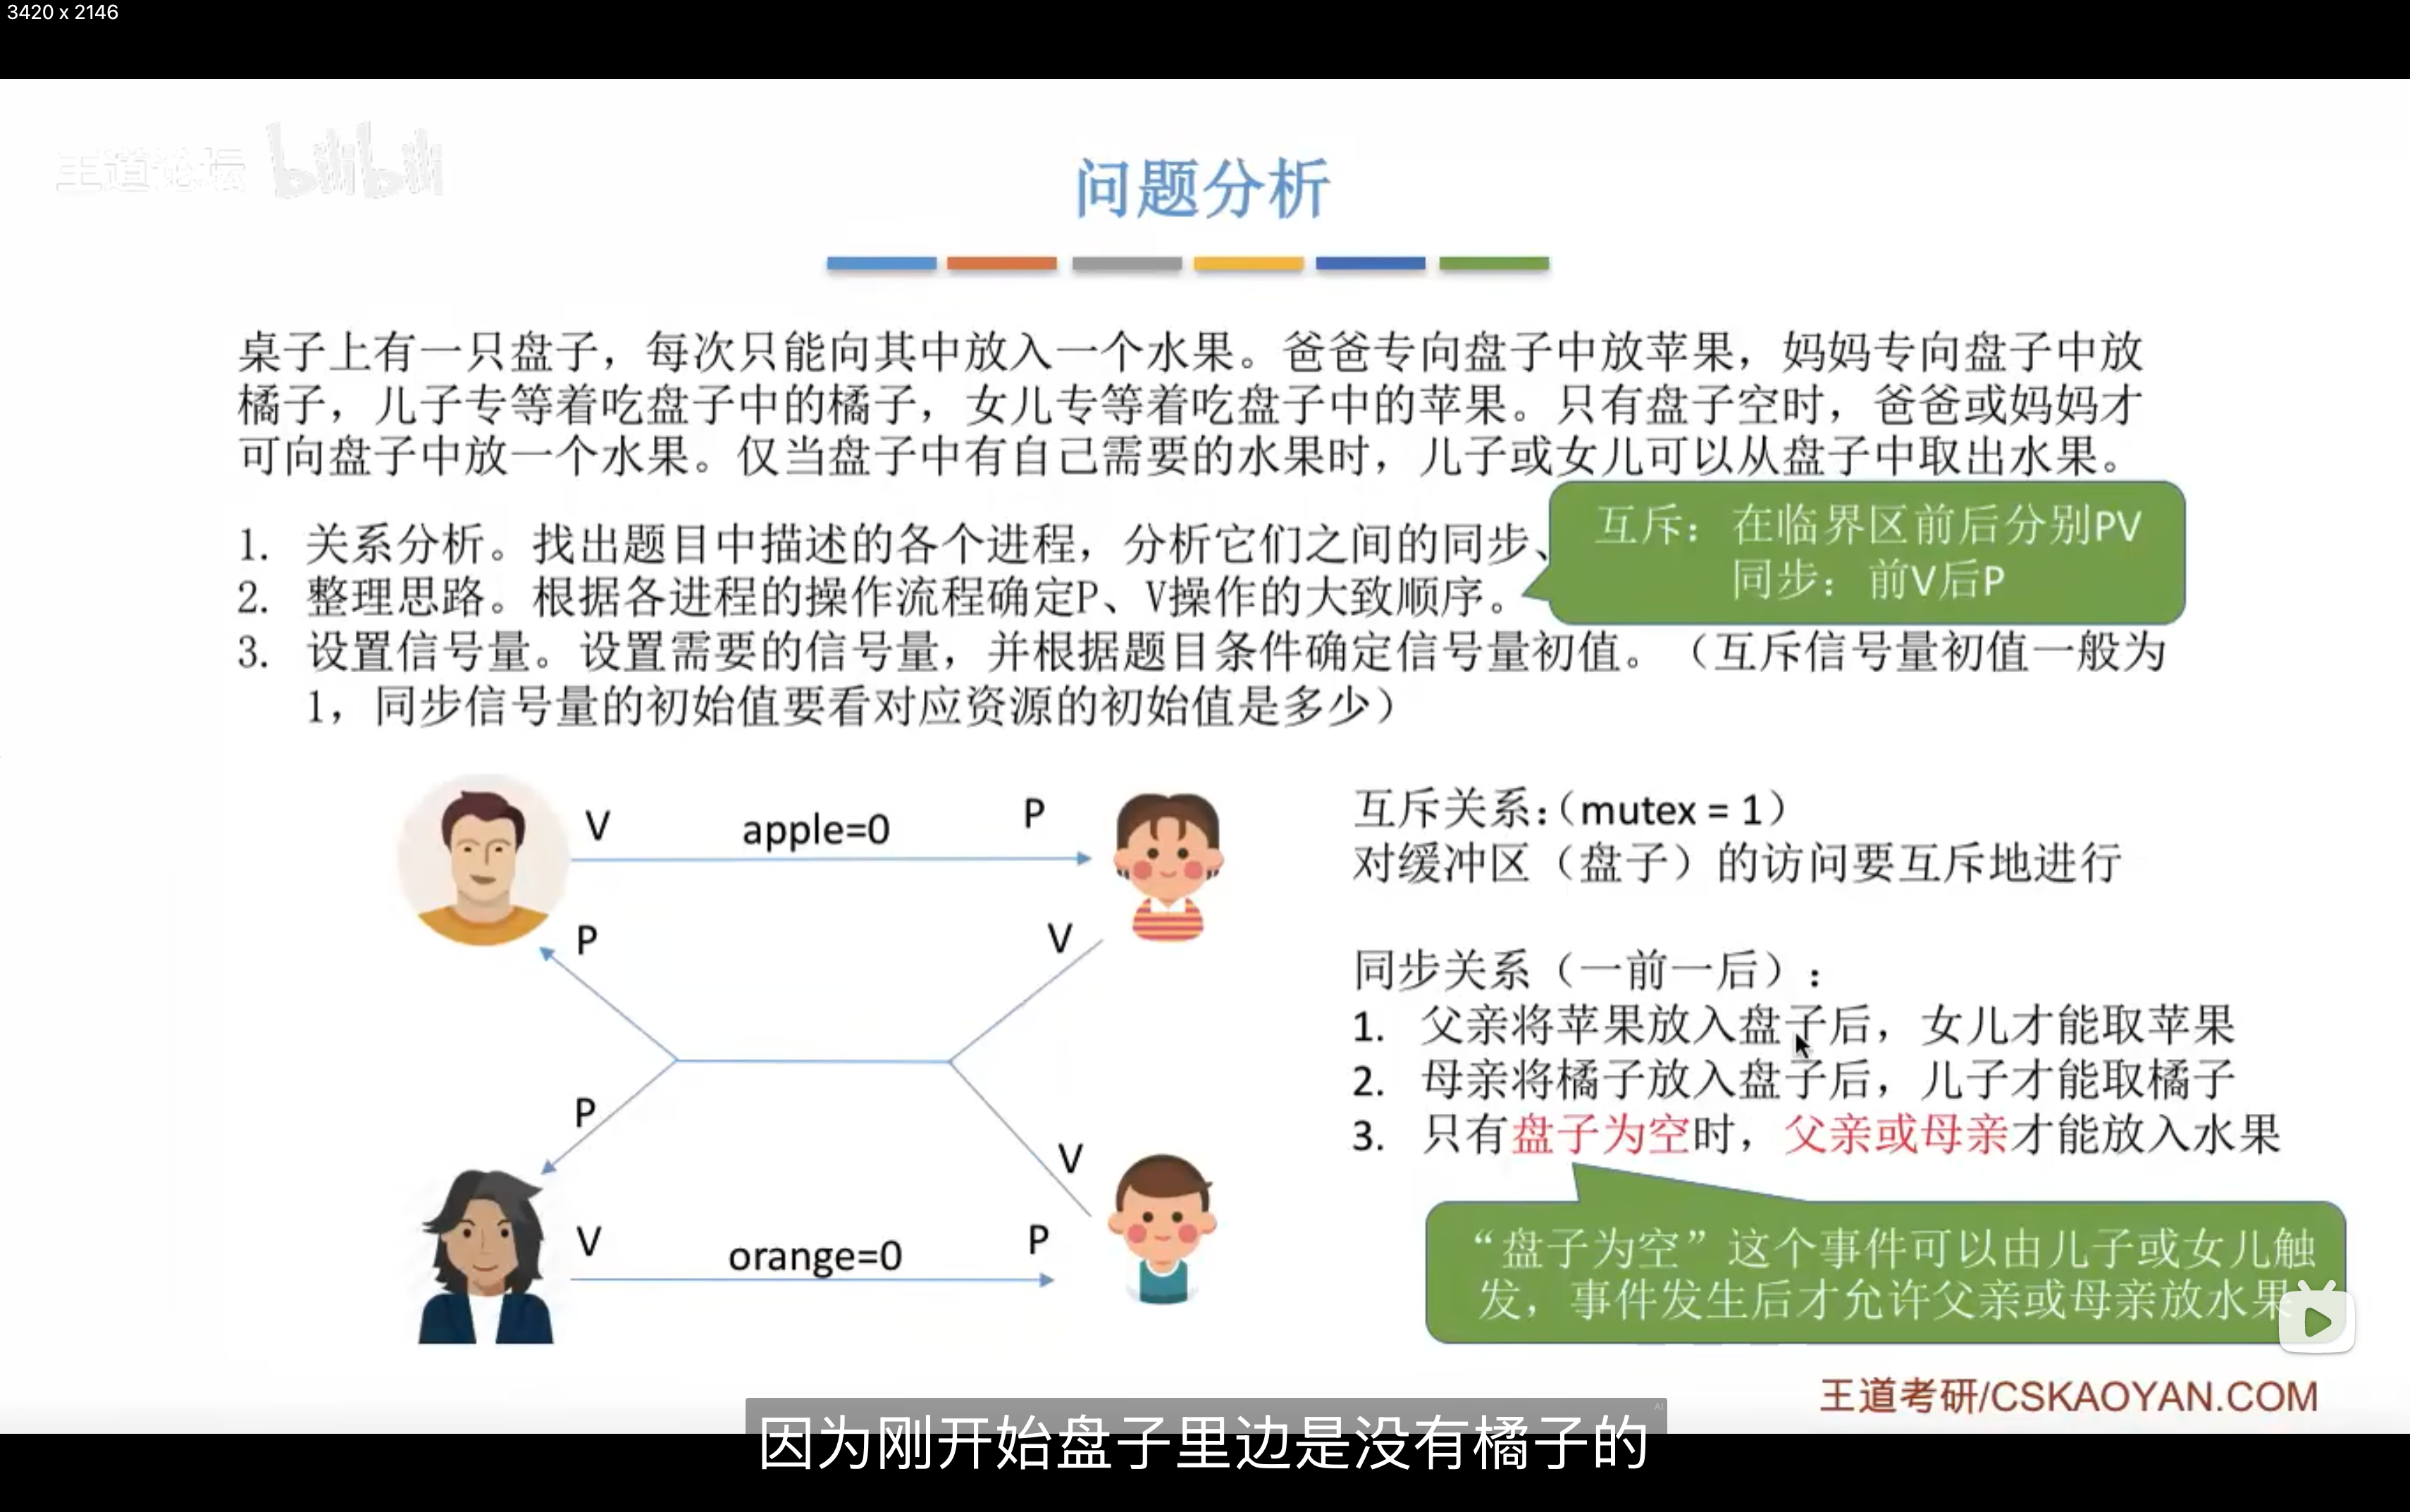 3420 x 2146
王道论坛 bilibili
问题分析
桌子上有一只盘子，每次只能向其中放入一个水果。爸爸专向盘子中放苹果，妈妈专向盘子中放
橘子，儿子专等着吃盘子中的橘子，女儿专等着吃盘子中的苹果。只有盘子空时，爸爸或妈妈才
可向盘子中放一个水果。仅当盘子中有自己需要的水果时，儿子或女儿可以从盘子中取出水果。
1. 关系分析。找出题目中描述的各个进程，分析它们之间的同步、
2. 整理思路。根据各进程的操作流程确定P、V操作的大致顺序。
互斥：在临界区前后分别PV
同步：前V后P
3. 设置信号量。设置需要的信号量，并根据题目条件确定信号量初值。（互斥信号量初值一般为
1，同步信号量的初始值要看对应资源的初始值是多少）
V apple=0 P
P V
P V
V orange=0 P
互斥关系：（mutex = 1）
对缓冲区（盘子）的访问要互斥地进行
同步关系（一前一后）：
1. 父亲将苹果放入盘子后，女儿才能取苹果
2. 母亲将橘子放入盘子后，儿子才能取橘子
3. 只有盘子为空时，父亲或母亲才能放入水果
“盘子为空”这个事件可以由儿子或女儿触
发，事件发生后才允许父亲或母亲放水果
王道考研/CSKAOYAN.COM
AI
因为刚开始盘子里边是没有橘子的